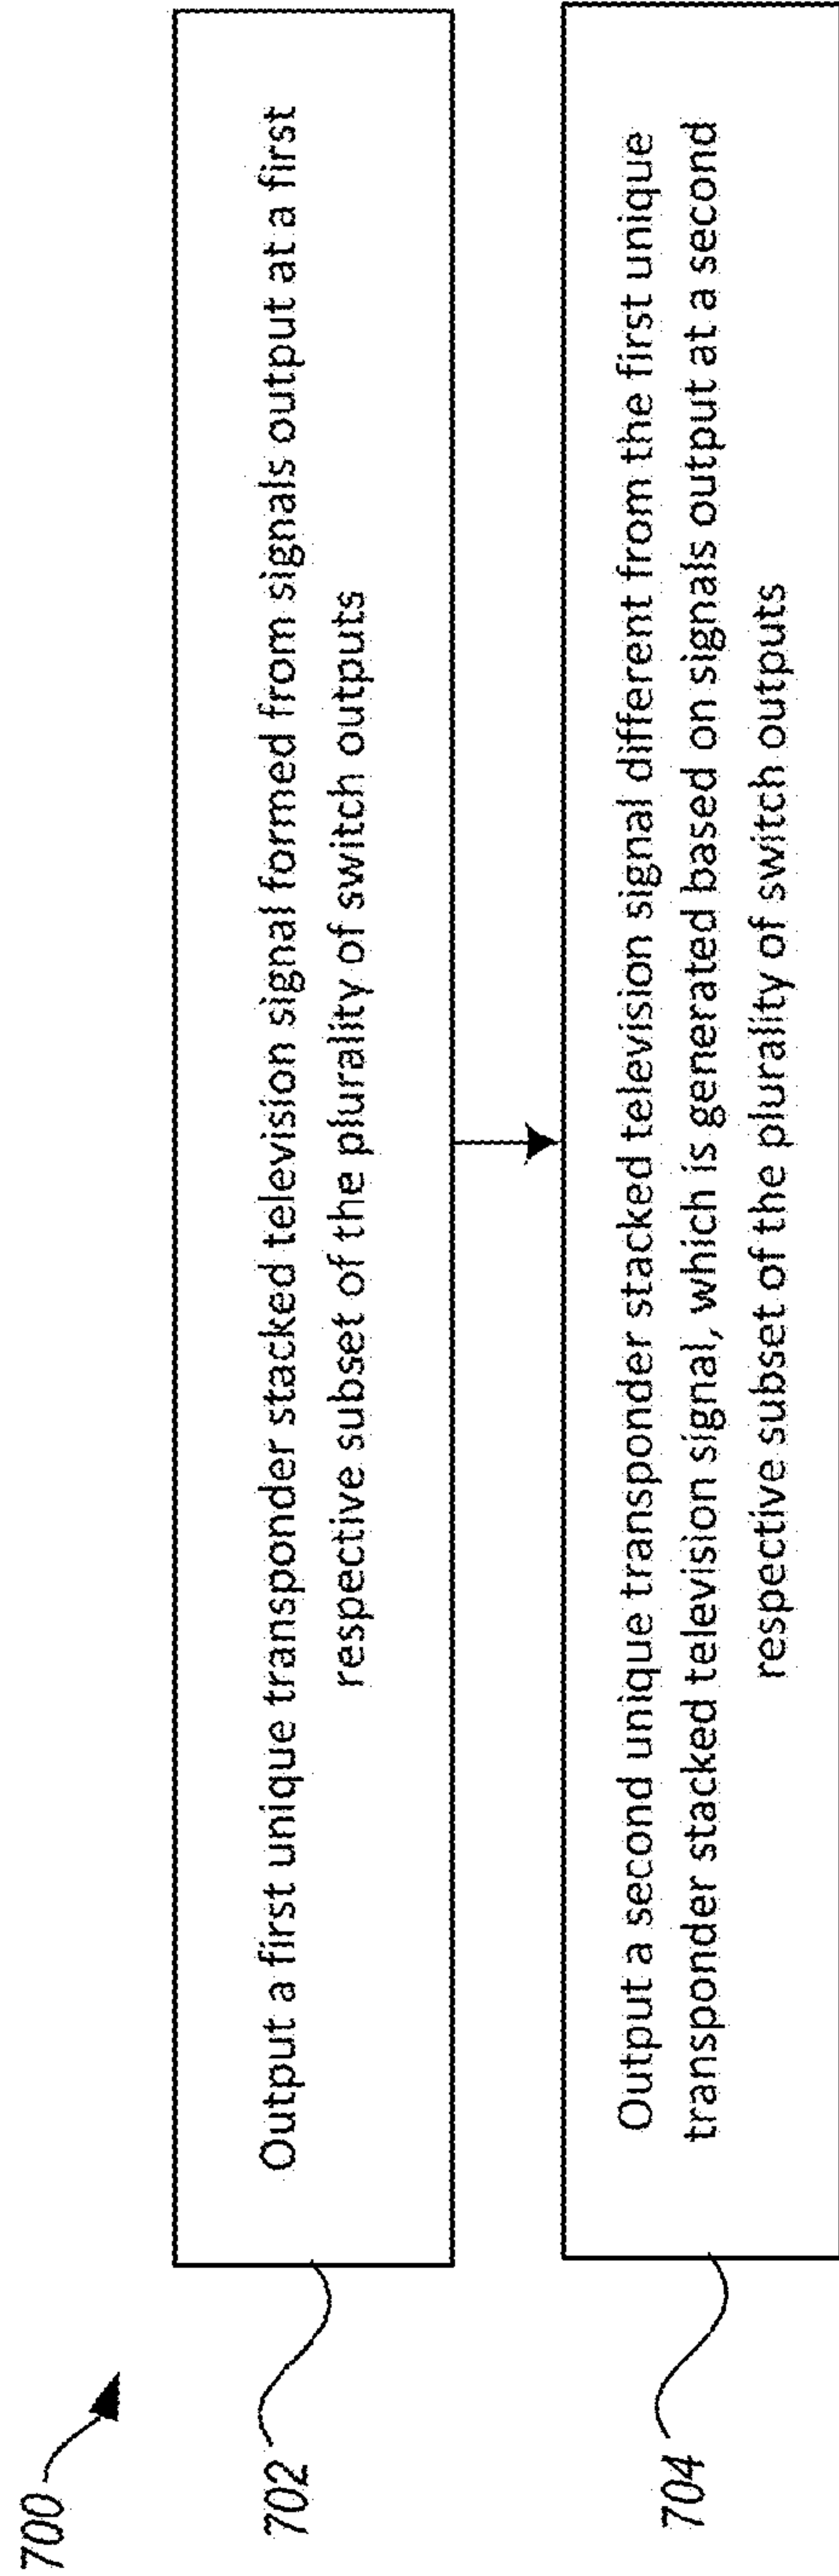 700
702
Output a first unique transponder stacked television signal formed from signals output at a first
respective subset of the plurality of switch outputs
704
Output a second unique transponder stacked television signal different from the first unique
transponder stacked television signal, which is generated based on signals output at a second
respective subset of the plurality of switch outputs